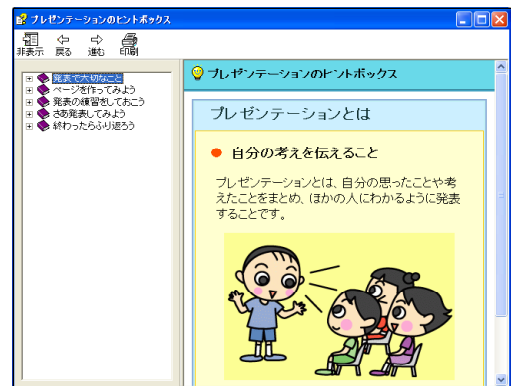 プレゼンテーションのヒントボックス
非表示 戻る 進む 印刷
発表で大切なこと
ページを作ってみよう
発表の練習をしておこう
さあ発表してみよう
終わったらふり返ろう
プレゼンテーションのヒントボックス
プレゼンテーションとは
自分の考えを伝えること
プレゼンテーションとは、自分の思ったことや考
えたことをまとめ、ほかの人にわかるように発表
することです。